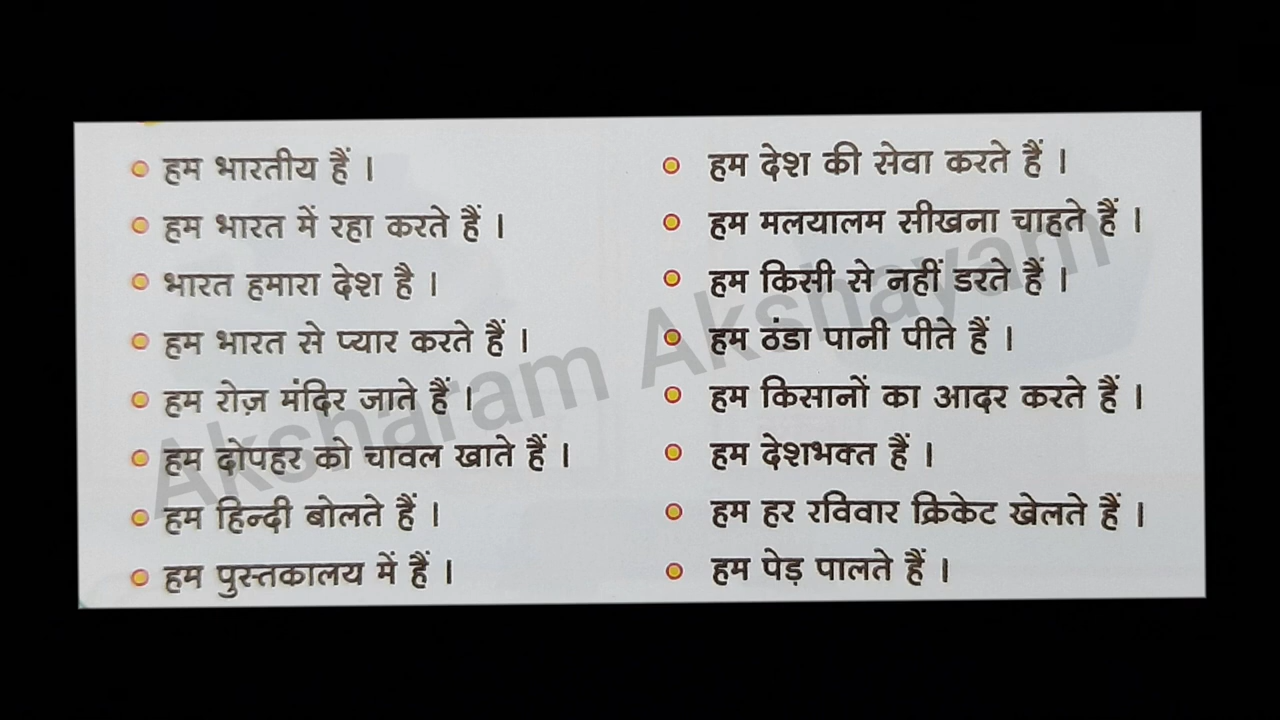 हम भारतीय हैं ।
हम भारत में रहा करते हैं ।
भारत हमारा देश है ।
हम भारत से प्यार करते हैं ।
हम रोज़ मंदिर जाते हैं ।
हम दोपहर को चावल खाते हैं ।
हम हिन्दी बोलते हैं ।
हम पुस्तकालय में हैं ।
हम देश की सेवा करते हैं ।
हम मलयालम सीखना चाहते हैं ।
हम किसी से नहीं डरते हैं ।
हम ठंडा पानी पीते हैं ।
हम किसानों का आदर करते हैं ।
हम देशभक्त हैं ।
हम हर रविवार क्रिकेट खेलते हैं ।
हम पेड़ पालते हैं ।
Aksharam Akshayam